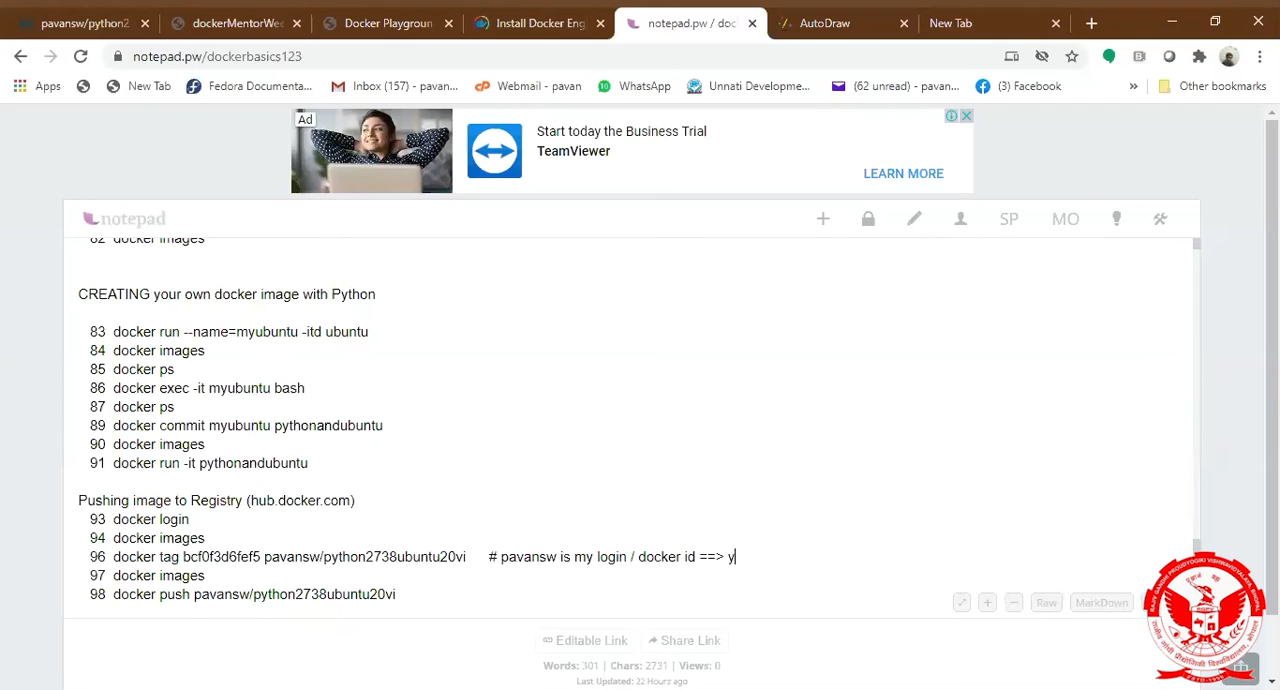 pavansw/python2
dockerMentorWee
Docker Playgroun
Install Docker Eng
notepad.pw / doc
AutoDraw
New Tab
notepad.pw/dockerbasics123
Apps
New Tab
Fedora Documenta...
Inbox (157) - pavan...
Webmail - pavan
WhatsApp
Unnati Developme...
(62 unread) - pavan...
(3) Facebook
»
Other bookmarks
Ad
Start today the Business Trial
TeamViewer
LEARN MORE
notepad
SP
MO
82 docker images
CREATING your own docker image with Python
83 docker run --name=myubuntu -itd ubuntu
84 docker images
85 docker ps
86 docker exec -it myubuntu bash
87 docker ps
89 docker commit myubuntu pythonandubuntu
90 docker images
91 docker run -it pythonandubuntu
Pushing image to Registry (hub.docker.com)
93 docker login
94 docker images
96 docker tag bcf0f3d6fef5 pavansw/python2738ubuntu20vi # pavansw is my login / docker id ==> y
97 docker images
98 docker push pavansw/python2738ubuntu20vi
Raw
MarkDown
Editable Link
Share Link
Words: 301 | Chars: 2731 | Views: 0
Last Updated: 22 Hours ago